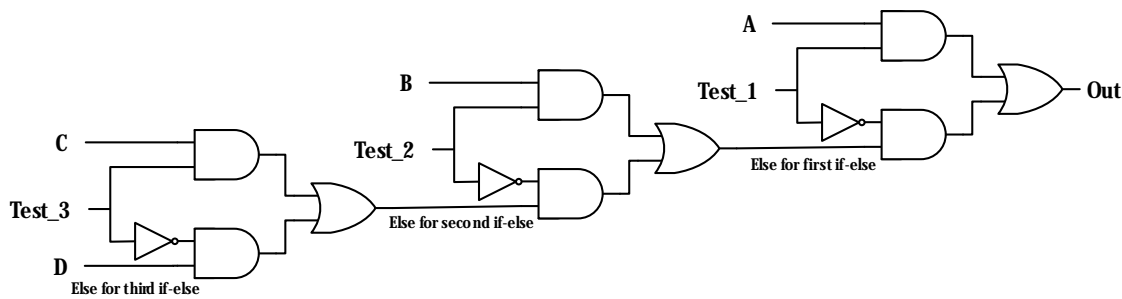 A
Test_1
Out
B
Test_2
Else for first if-else
C
Test_3
Else for second if-else
D
Else for third if-else